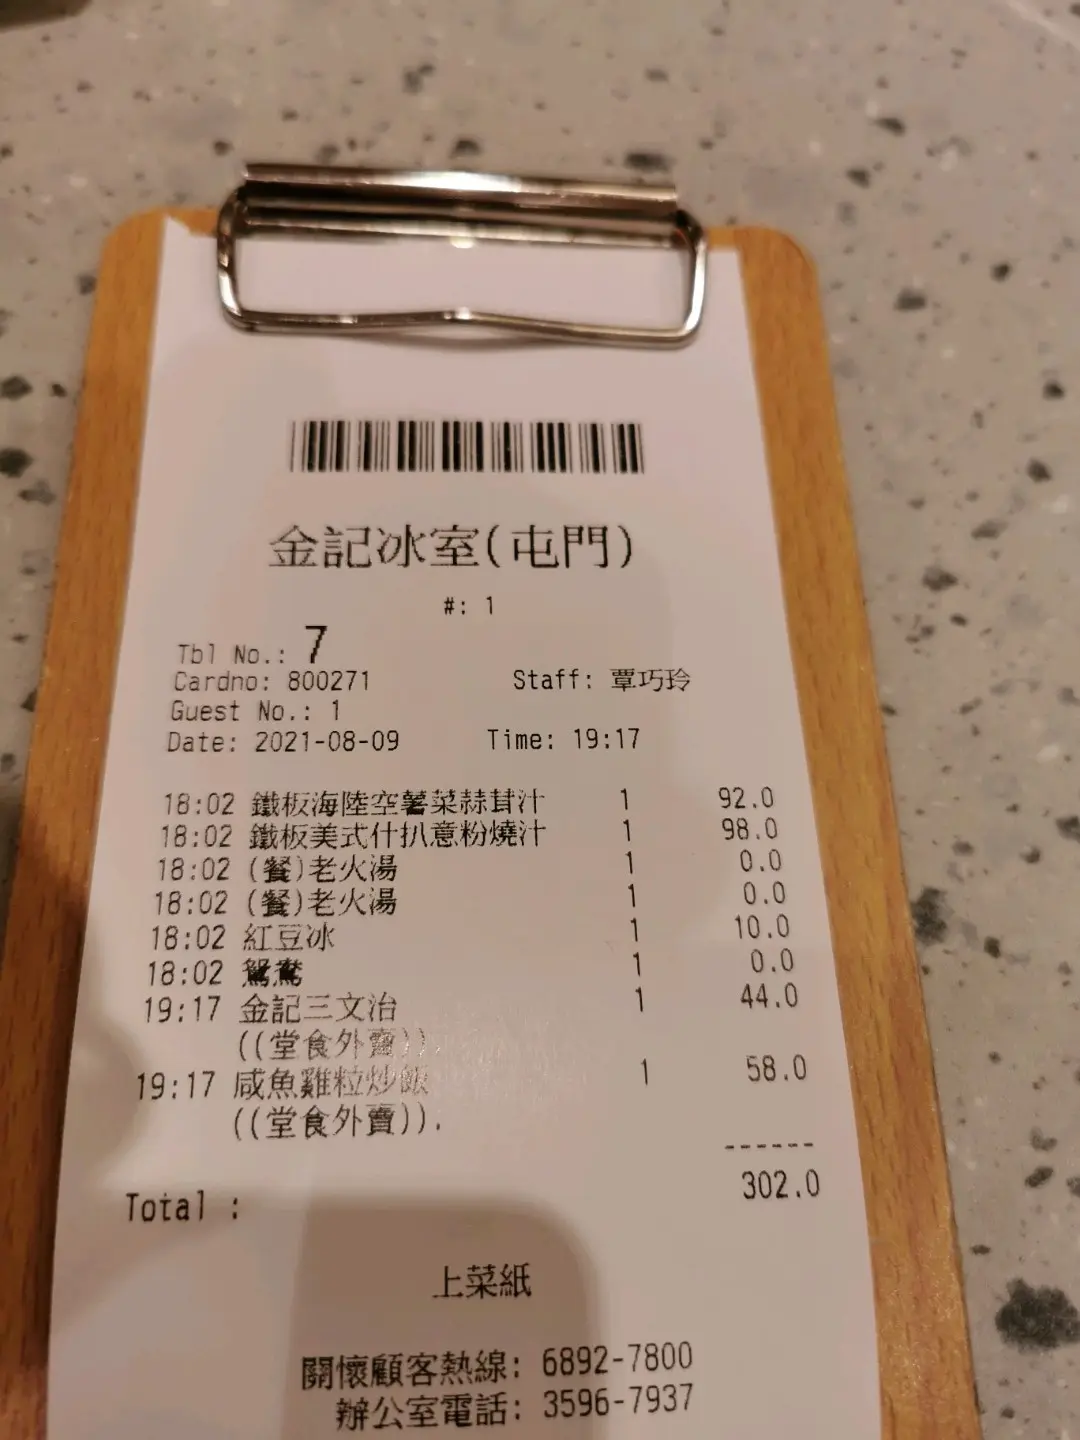 金記冰室(屯門)
#: 1
Tbl No.: 7
Cardno: 800271 Staff: 覃巧玲
Guest No.: 1
Date: 2021-08-09 Time: 19:17
18:02 鐵板海陸空薯菜蒜茸汁 1 92.0
18:02 鐵板美式什扒意粉燒汁 1 98.0
18:02 (餐)老火湯 1 0.0
18:02 (餐)老火湯 1 0.0
18:02 紅豆冰 1 10.0
18:02 鴛鴦 1 0.0
19:17 金記三文治 1 44.0
((堂食外賣))
19:17 咸魚雞粒炒飯 1 58.0
((堂食外賣)).
------
Total : 302.0
上菜紙
關懷顧客熱線: 6892-7800
辦公室電話: 3596-7937